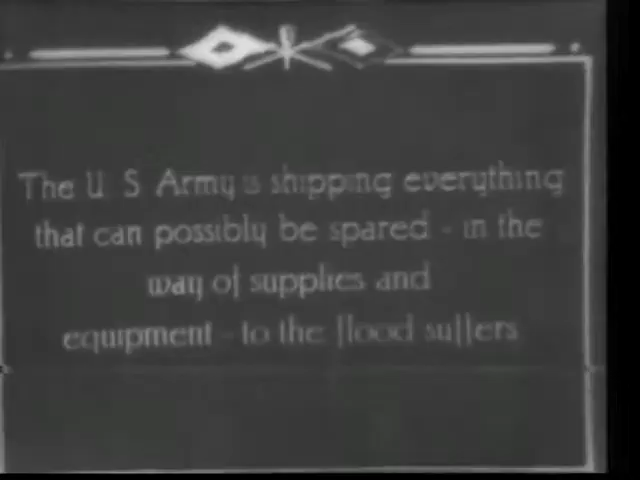 The U. S. Army is shipping everything
that can possibly be spared - in the
way of supplies and
equipment - to the flood suffers